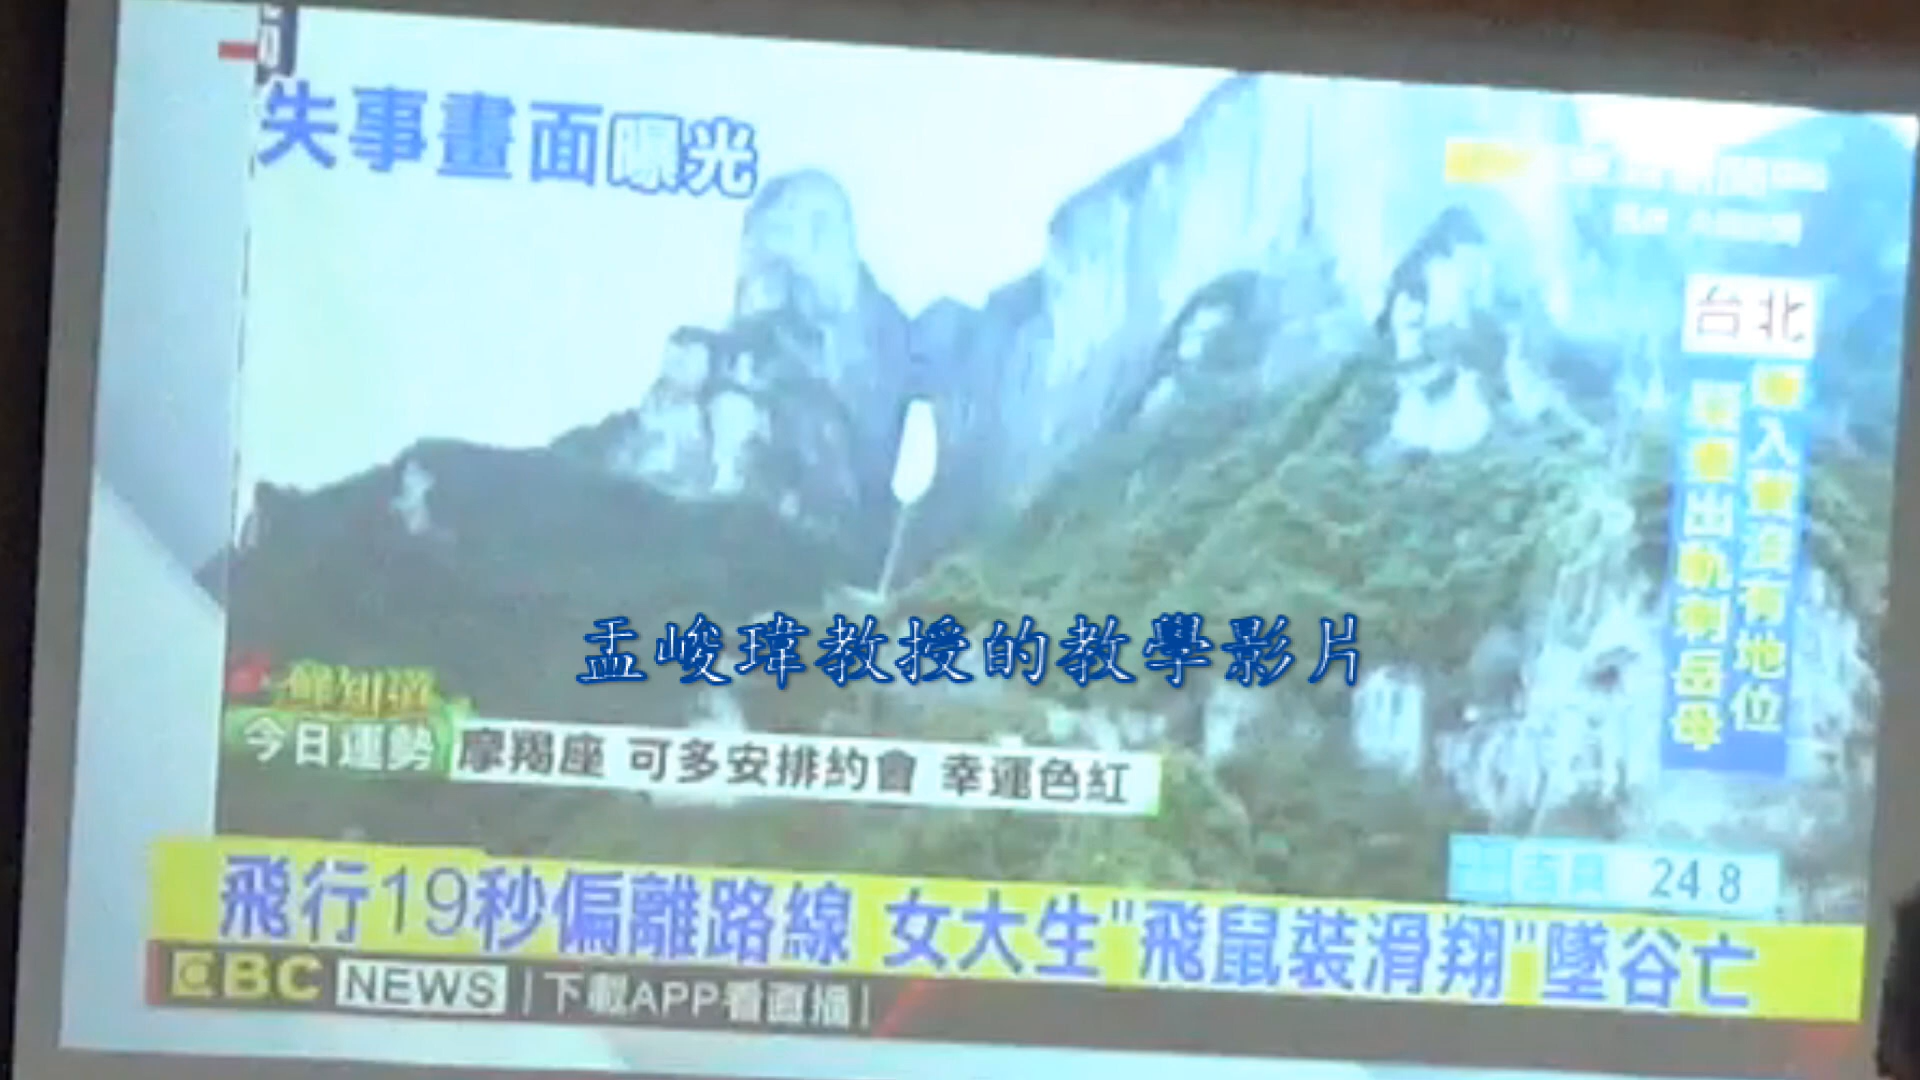 失事畫面曝光
台北
孟峻瑋教授的教學影片
鮮知道
今日運勢 摩羯座 可多安排約會 幸運色紅
24.8
飛行19秒偏離路線 女大生"飛鼠裝滑翔"墜谷亡
EBC NEWS | 下載APP看直播 |